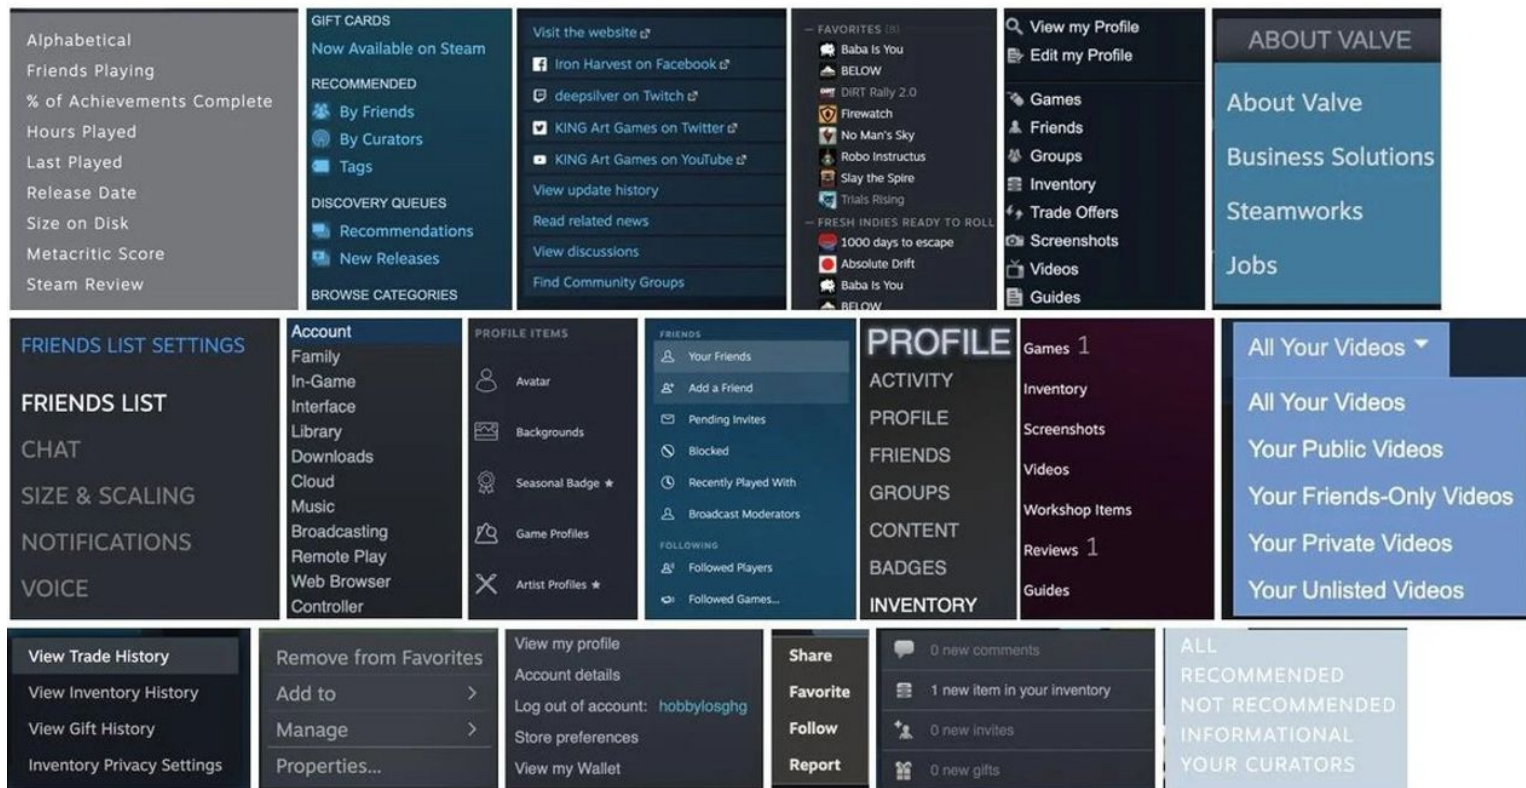 Alphabetical
Friends Playing
% of Achievements Complete
Hours Played
Last Played
Release Date
Size on Disk
Metacritic Score
Steam Review
GIFT CARDS
Now Available on Steam
RECOMMENDED
By Friends
By Curators
Tags
DISCOVERY QUEUES
Recommendations
New Releases
BROWSE CATEGORIES
Visit the website
Iron Harvest on Facebook
deepsilver on Twitch
KING Art Games on Twitter
KING Art Games on YouTube
View update history
Read related news
View discussions
Find Community Groups
— FAVORITES (8)
Baba Is You
BELOW
DiRT Rally 2.0
Firewatch
No Man's Sky
Robo Instructus
Slay the Spire
Trials Rising
— FRESH INDIES READY TO ROLL
1000 days to escape
Absolute Drift
Baba Is You
BELOW
View my Profile
Edit my Profile
Games
Friends
Groups
Inventory
Trade Offers
Screenshots
Videos
Guides
ABOUT VALVE
About Valve
Business Solutions
Steamworks
Jobs
FRIENDS LIST SETTINGS
FRIENDS LIST
CHAT
SIZE & SCALING
NOTIFICATIONS
VOICE
Account
Family
In-Game
Interface
Library
Downloads
Cloud
Music
Broadcasting
Remote Play
Web Browser
Controller
PROFILE ITEMS
Avatar
Backgrounds
Seasonal Badge ★
Game Profiles
Artist Profiles ★
FRIENDS
Your Friends
Add a Friend
Pending Invites
Blocked
Recently Played With
Broadcast Moderators
FOLLOWING
Followed Players
Followed Games...
PROFILE
ACTIVITY
PROFILE
FRIENDS
GROUPS
CONTENT
BADGES
INVENTORY
Games 1
Inventory
Screenshots
Videos
Workshop Items
Reviews 1
Guides
All Your Videos
All Your Videos
Your Public Videos
Your Friends-Only Videos
Your Private Videos
Your Unlisted Videos
View Trade History
View Inventory History
View Gift History
Inventory Privacy Settings
Remove from Favorites
Add to >
Manage >
Properties...
View my profile
Account details
Log out of account: hobbylosghg
Store preferences
View my Wallet
Share
Favorite
Follow
Report
0 new comments
1 new item in your inventory
0 new invites
0 new gifts
ALL
RECOMMENDED
NOT RECOMMENDED
INFORMATIONAL
YOUR CURATORS